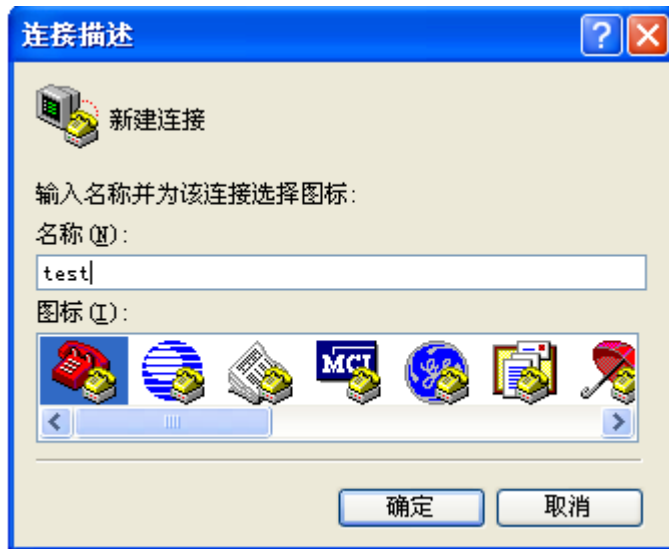 连接描述
新建连接
输入名称并为该连接选择图标:
名称(N):
test
图标(I):
MCI
确定
取消